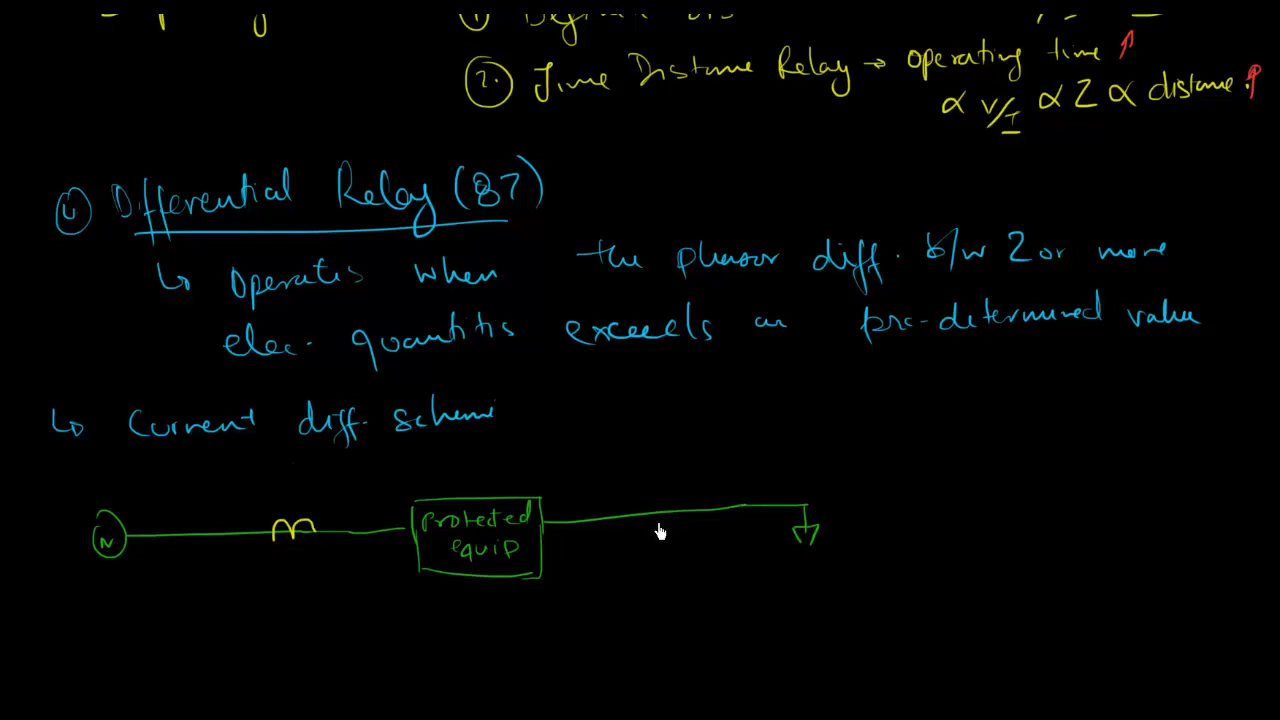 2. Time Distance Relay → operating time ↑
α V/I α Z α distance. ↑
4 Differential Relay (87)
↳ Operates when the phasor diff. b/w 2 or more
elec. quantitis exceeds a pre-determined value
↳ Current diff. scheme
Protected
equip
N